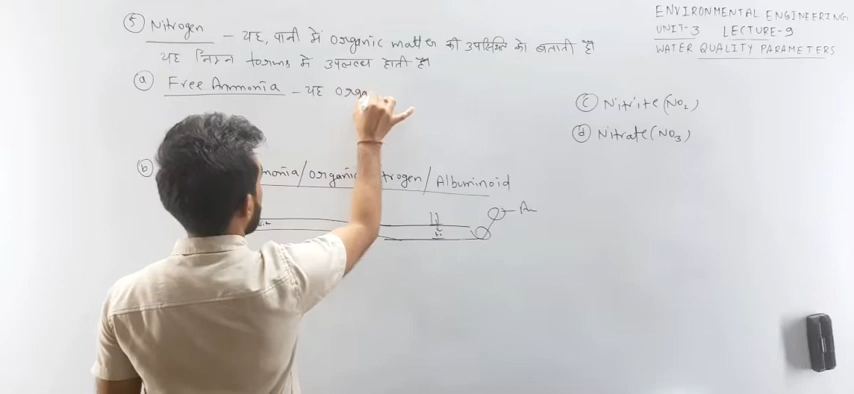 ENVIRONMENTAL ENGINEERING
UNIT-3 LECTURE-9
WATER QUALITY PARAMETERS
⑤ Nitrogen – यह, पानी में organic matter की उपस्थिति को बताती है।
यह निम्न forms में उपलब्ध होती है।
ⓐ Free Ammonia – यह orga
ⓑ monia/organic nitrogen/Albuminoid
ⓒ Nitrite (NO₂)
ⓓ Nitrate (NO₃)